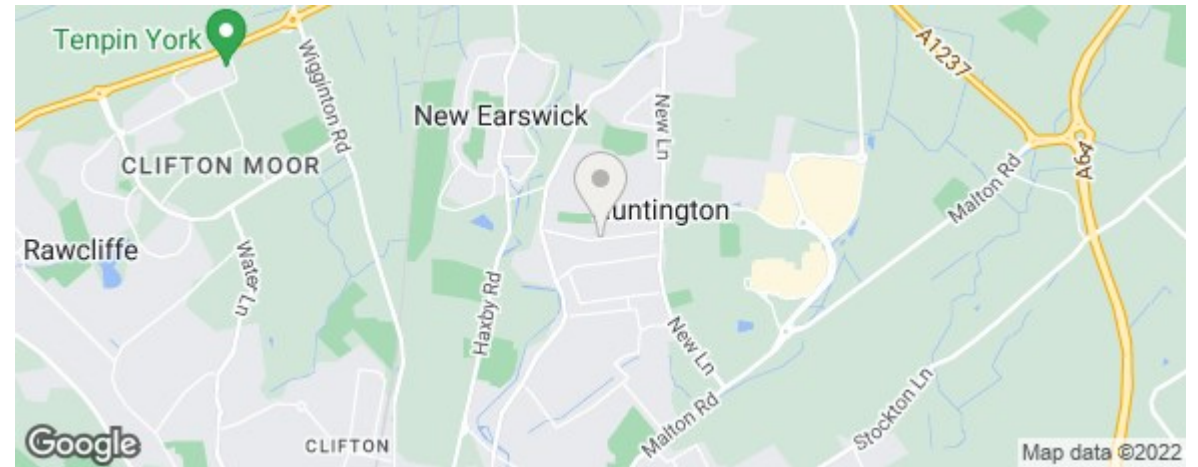 Tenpin York
A1237
Wigginton Rd
New Earswick
New Ln
A64
CLIFTON MOOR
Malton Rd
untington
Rawcliffe
Water Ln
Haxby Rd
New Ln
Stockton Ln
Malton Rd
CLIFTON
Google
Map data ©2022